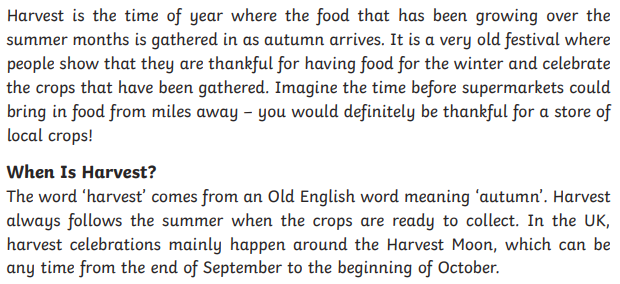 Harvest is the time of year where the food that has been growing over the
summer months is gathered in as autumn arrives. It is a very old festival where
people show that they are thankful for having food for the winter and celebrate
the crops that have been gathered. Imagine the time before supermarkets could
bring in food from miles away – you would definitely be thankful for a store of
local crops!
When Is Harvest?
The word ‘harvest’ comes from an Old English word meaning ‘autumn’. Harvest
always follows the summer when the crops are ready to collect. In the UK,
harvest celebrations mainly happen around the Harvest Moon, which can be
any time from the end of September to the beginning of October.